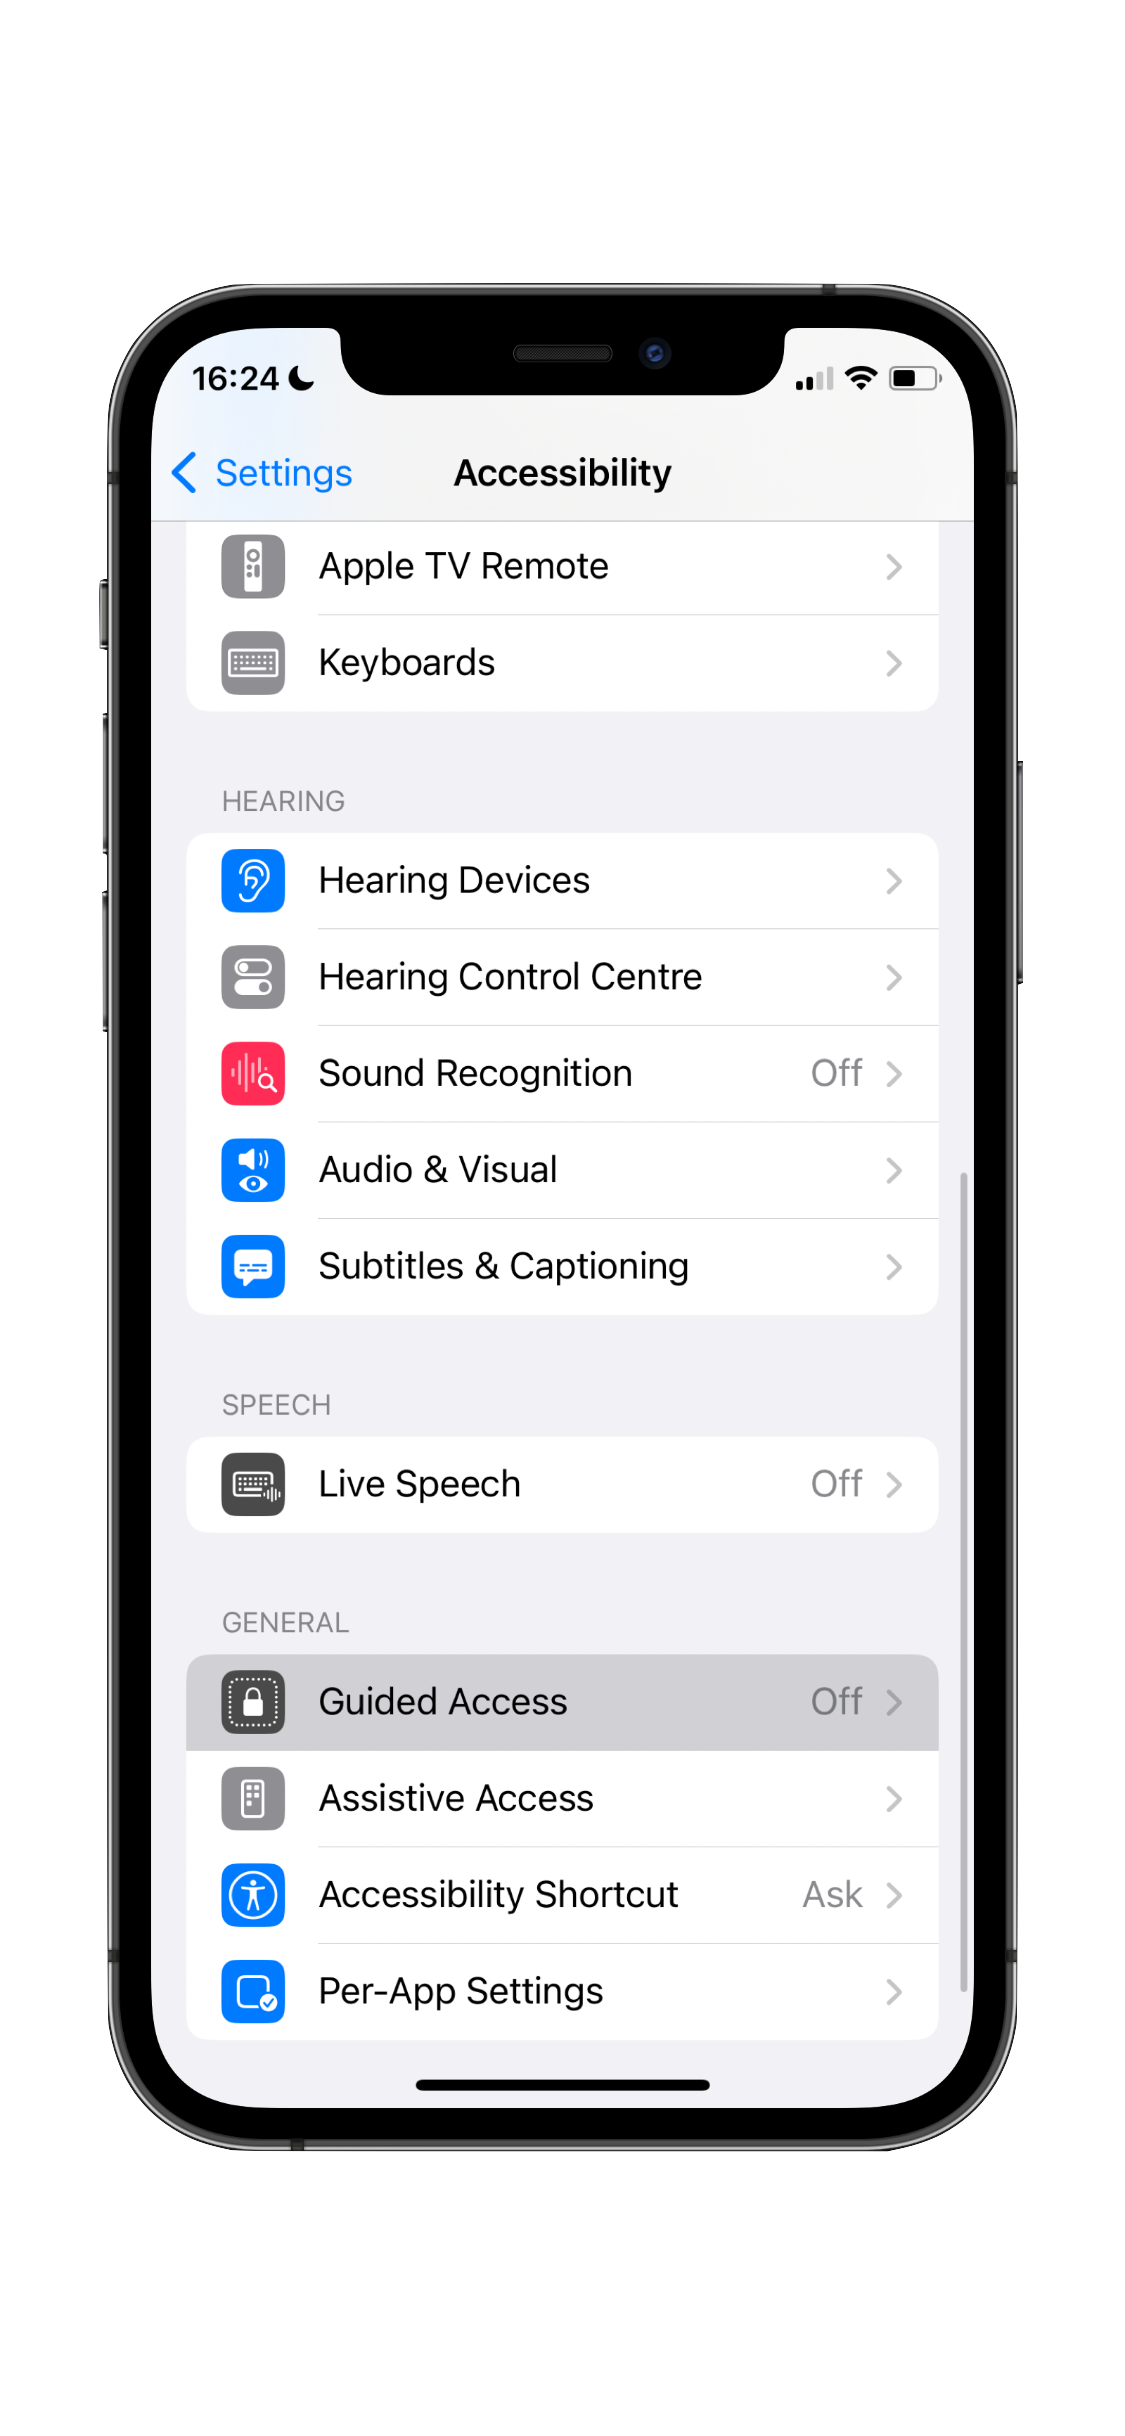 16:24
Settings Accessibility
Apple TV Remote
Keyboards
HEARING
Hearing Devices
Hearing Control Centre
Sound Recognition Off
Audio & Visual
Subtitles & Captioning
SPEECH
Live Speech Off
GENERAL
Guided Access Off
Assistive Access
Accessibility Shortcut Ask
Per-App Settings